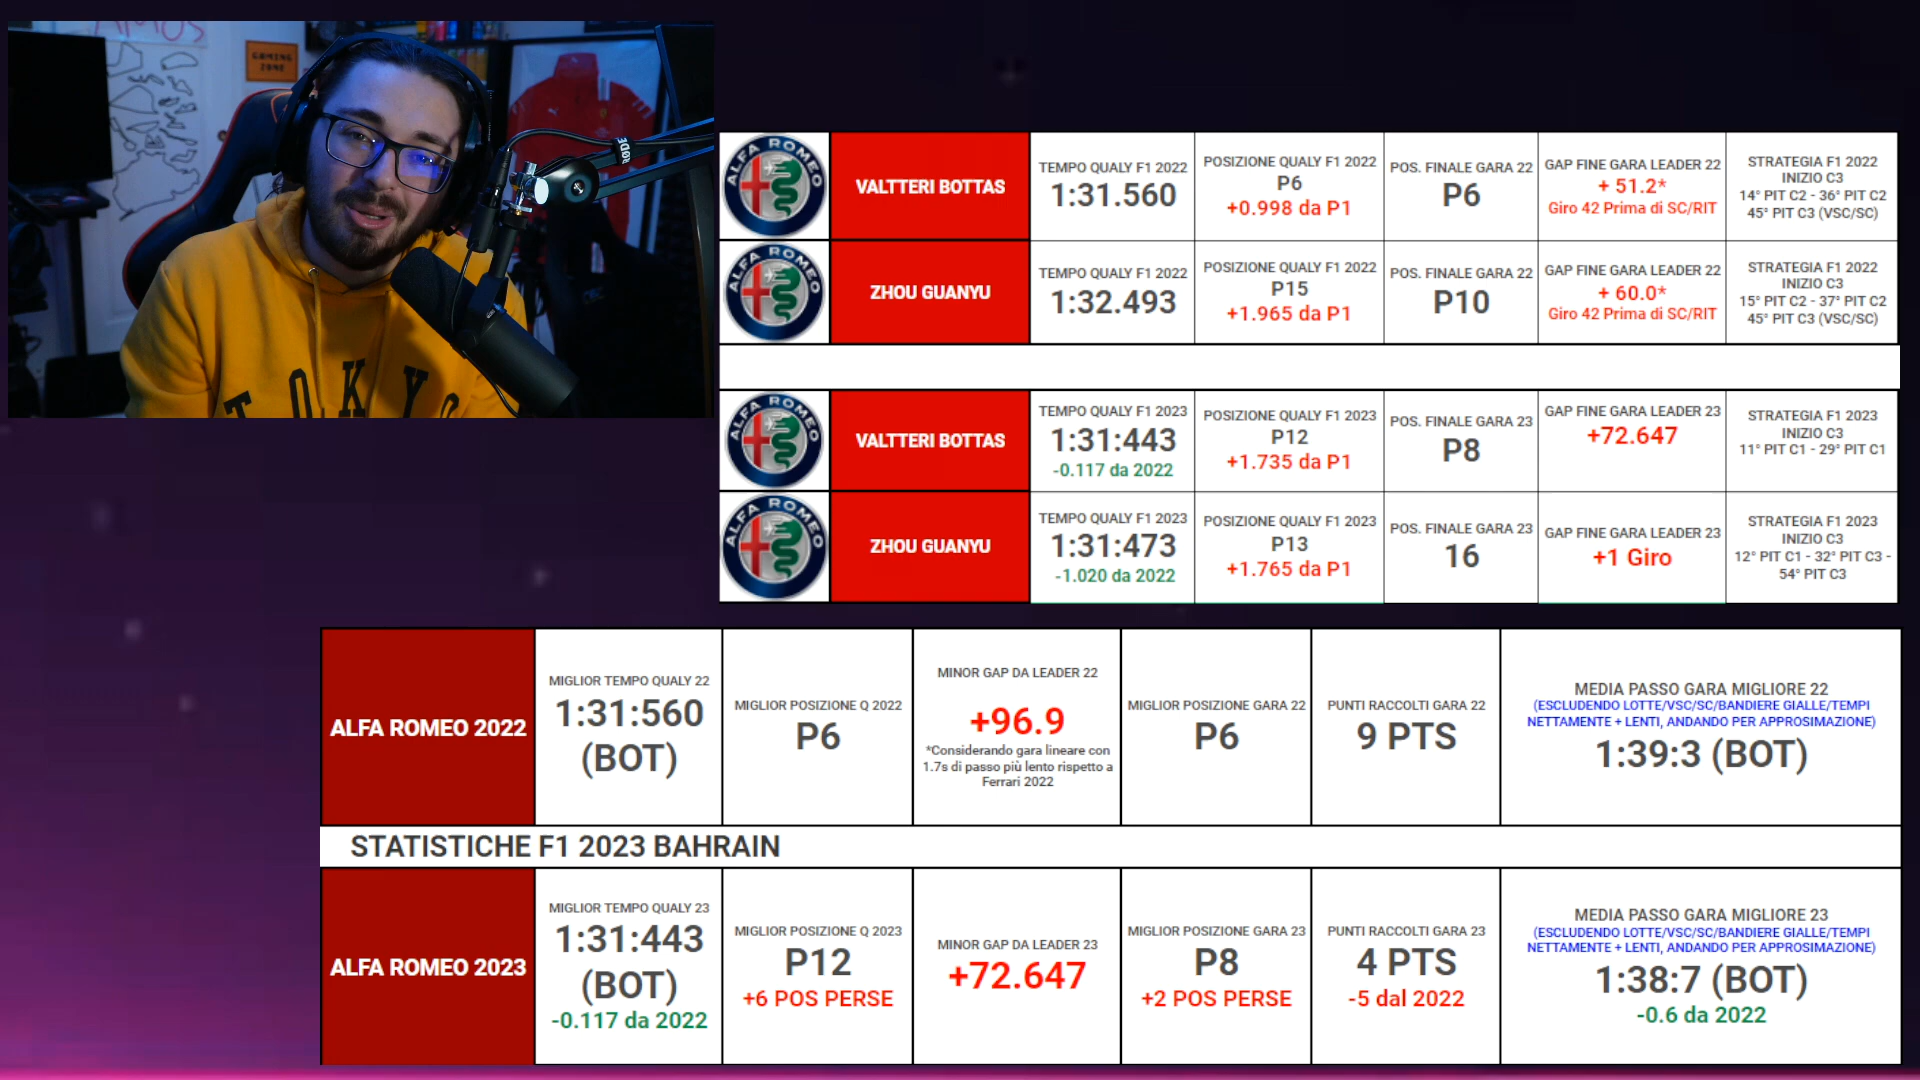 GAMING
ZONE
RØDE
TOKY
ALFA ROMEO
VALTTERI BOTTAS
TEMPO QUALY F1 2022
1:31.560
POSIZIONE QUALY F1 2022
P6
+0.998 da P1
POS. FINALE GARA 22
P6
GAP FINE GARA LEADER 22
+ 51.2*
Giro 42 Prima di SC/RIT
STRATEGIA F1 2022
INIZIO C3
14° PIT C2 - 36° PIT C2
45° PIT C3 (VSC/SC)
ALFA ROMEO
ZHOU GUANYU
TEMPO QUALY F1 2022
1:32.493
POSIZIONE QUALY F1 2022
P15
+1.965 da P1
POS. FINALE GARA 22
P10
GAP FINE GARA LEADER 22
+ 60.0*
Giro 42 Prima di SC/RIT
STRATEGIA F1 2022
INIZIO C3
15° PIT C2 - 37° PIT C2
45° PIT C3 (VSC/SC)
ALFA ROMEO
VALTTERI BOTTAS
TEMPO QUALY F1 2023
1:31:443
-0.117 da 2022
POSIZIONE QUALY F1 2023
P12
+1.735 da P1
POS. FINALE GARA 23
P8
GAP FINE GARA LEADER 23
+72.647
STRATEGIA F1 2023
INIZIO C3
11° PIT C1 - 29° PIT C1
ALFA ROMEO
ZHOU GUANYU
TEMPO QUALY F1 2023
1:31:473
-1.020 da 2022
POSIZIONE QUALY F1 2023
P13
+1.765 da P1
POS. FINALE GARA 23
16
GAP FINE GARA LEADER 23
+1 Giro
STRATEGIA F1 2023
INIZIO C3
12° PIT C1 - 32° PIT C3 -
54° PIT C3
ALFA ROMEO 2022
MIGLIOR TEMPO QUALY 22
1:31:560
(BOT)
MIGLIOR POSIZIONE Q 2022
P6
MINOR GAP DA LEADER 22
+96.9
*Considerando gara lineare con
1.7s di passo più lento rispetto a
Ferrari 2022
MIGLIOR POSIZIONE GARA 22
P6
PUNTI RACCOLTI GARA 22
9 PTS
MEDIA PASSO GARA MIGLIORE 22
(ESCLUDENDO LOTTE/VSC/SC/BANDIERE GIALLE/TEMPI
NETTAMENTE + LENTI, ANDANDO PER APPROSIMAZIONE)
1:39:3 (BOT)
STATISTICHE F1 2023 BAHRAIN
ALFA ROMEO 2023
MIGLIOR TEMPO QUALY 23
1:31:443
(BOT)
-0.117 da 2022
MIGLIOR POSIZIONE Q 2023
P12
+6 POS PERSE
MINOR GAP DA LEADER 23
+72.647
MIGLIOR POSIZIONE GARA 23
P8
+2 POS PERSE
PUNTI RACCOLTI GARA 23
4 PTS
-5 dal 2022
MEDIA PASSO GARA MIGLIORE 23
(ESCLUDENDO LOTTE/VSC/SC/BANDIERE GIALLE/TEMPI
NETTAMENTE + LENTI, ANDANDO PER APPROSIMAZIONE)
1:38:7 (BOT)
-0.6 da 2022